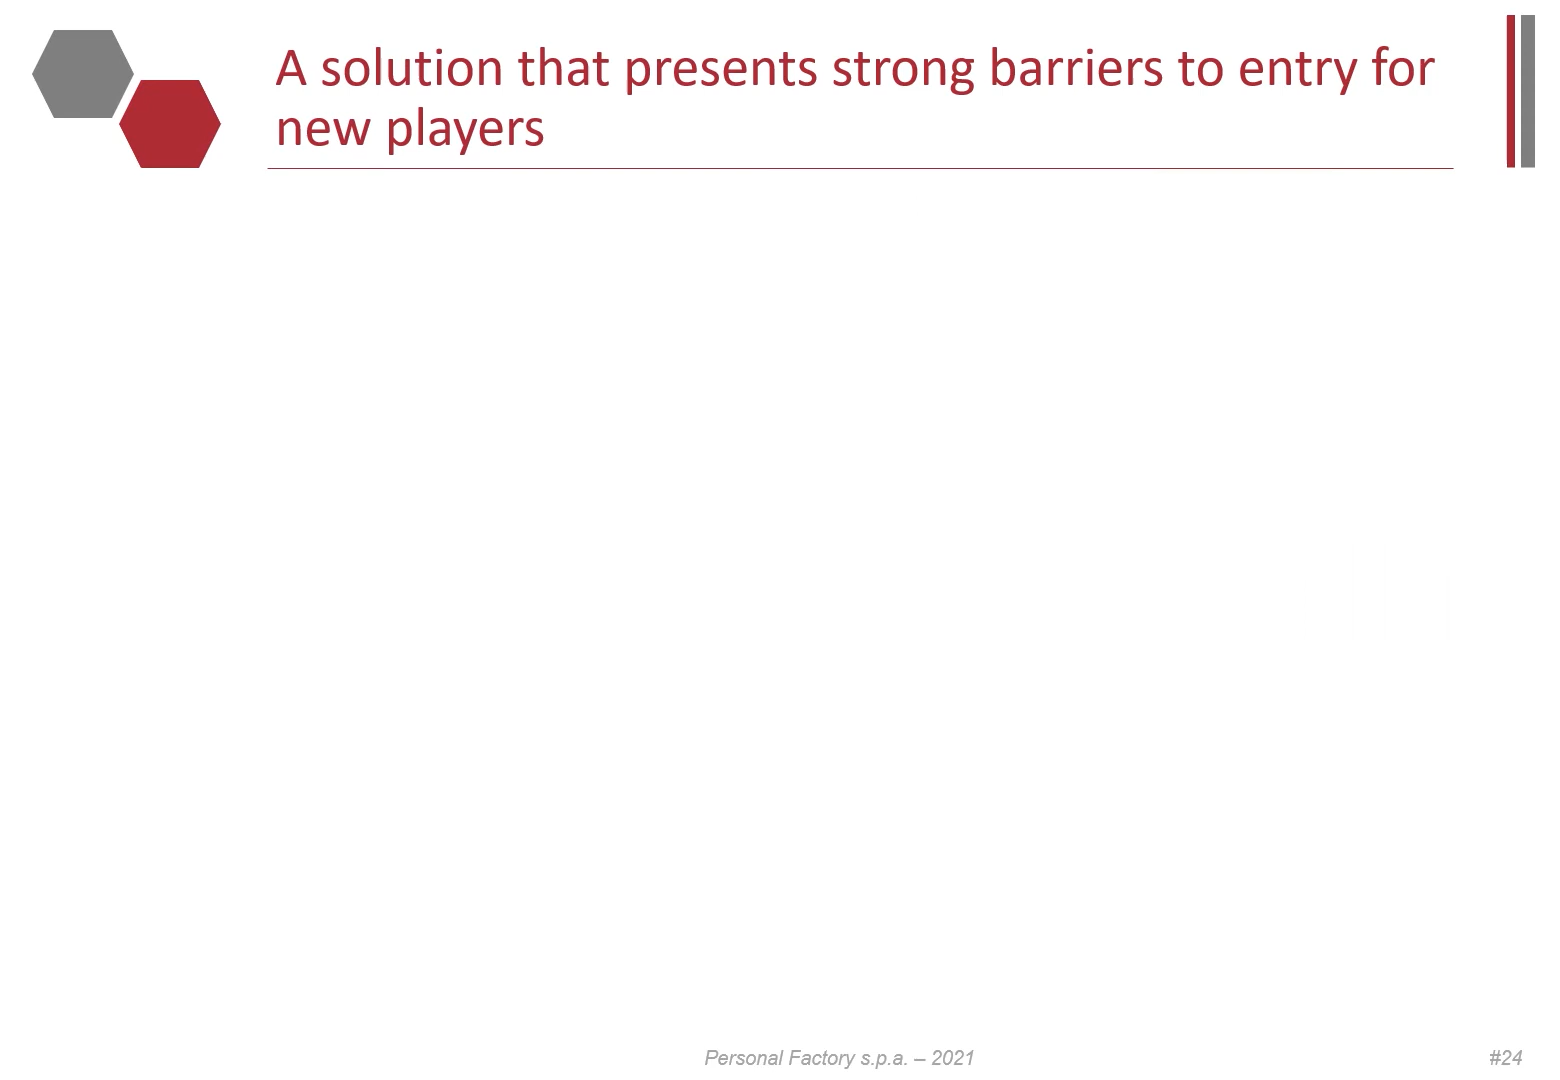 A solution that presents strong barriers to entry for
new players
Personal Factory s.p.a. – 2021
#24